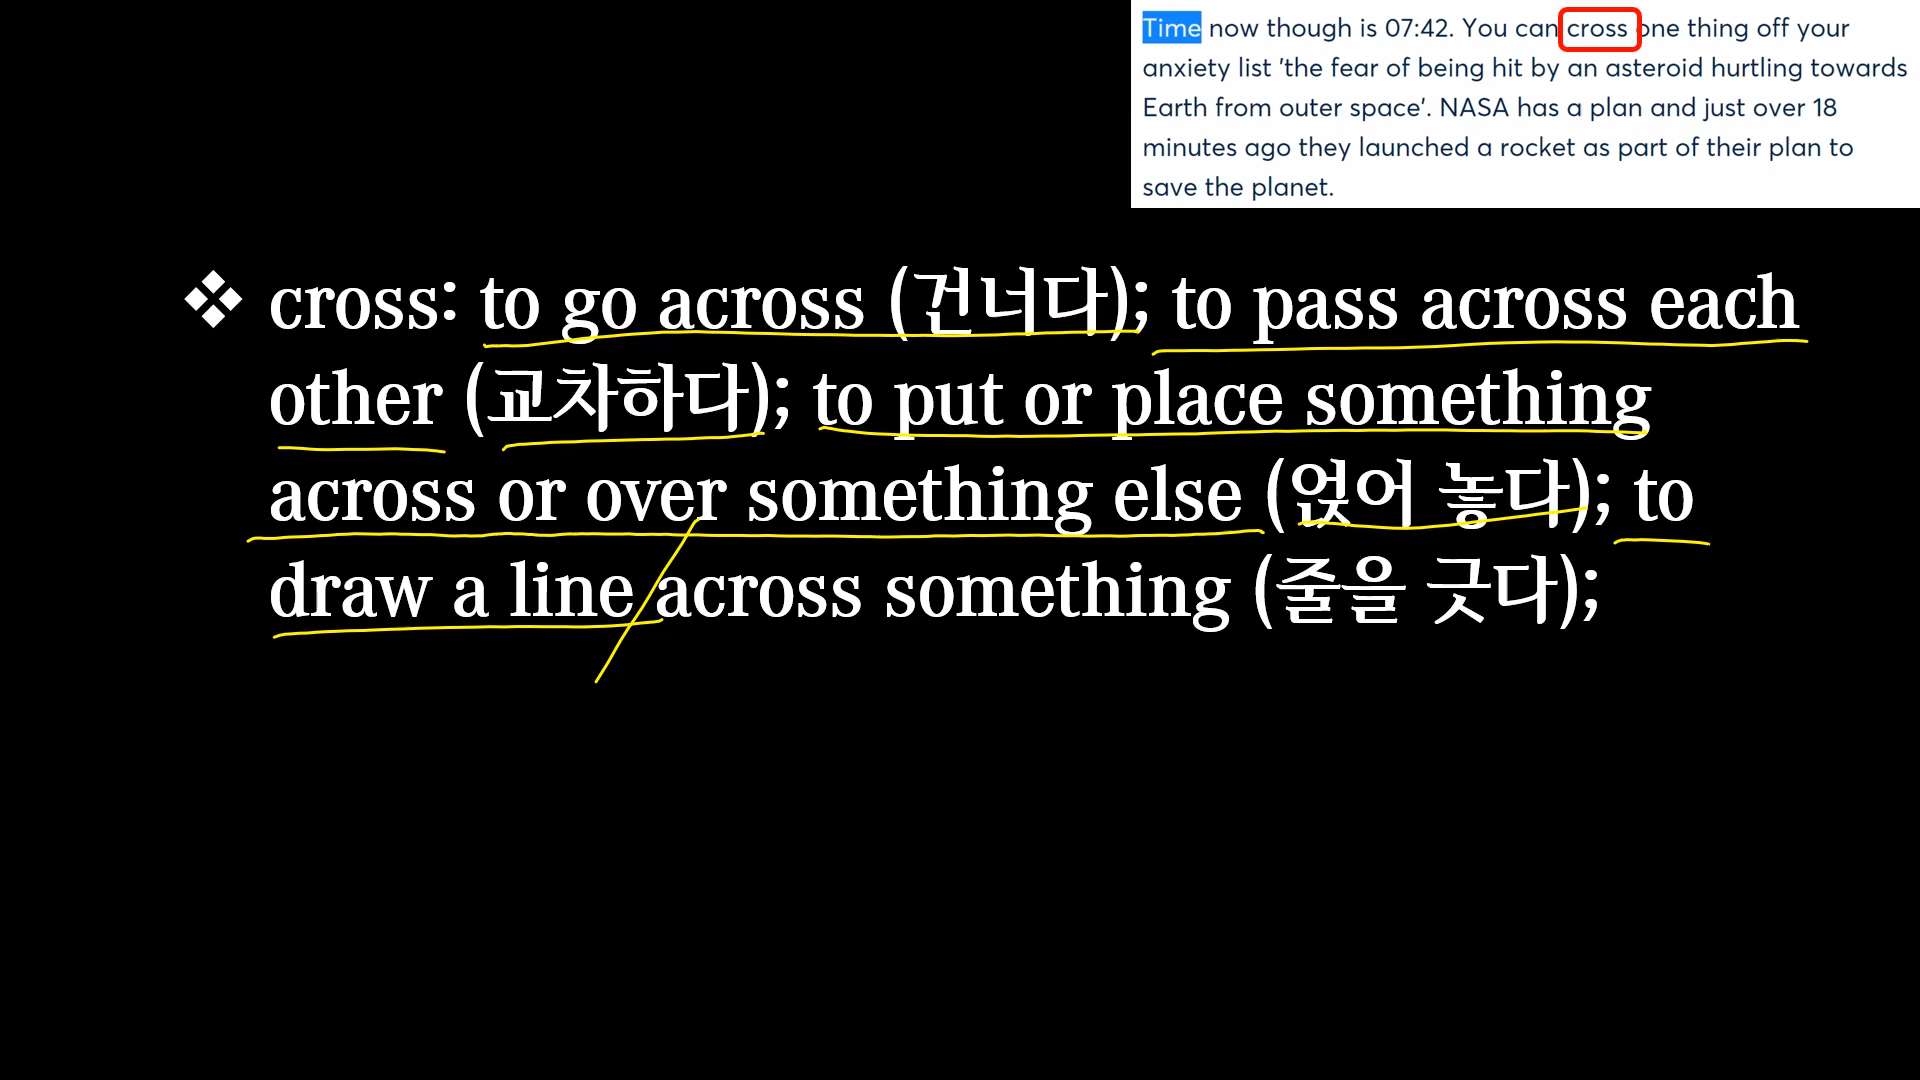 Time now though is 07:42. You can cross one thing off your
anxiety list 'the fear of being hit by an asteroid hurtling towards
Earth from outer space'. NASA has a plan and just over 18
minutes ago they launched a rocket as part of their plan to
save the planet.
❖ cross: to go across (건너다); to pass across each
other (교차하다); to put or place something
across or over something else (얹어 놓다); to
draw a line across something (줄을 긋다);